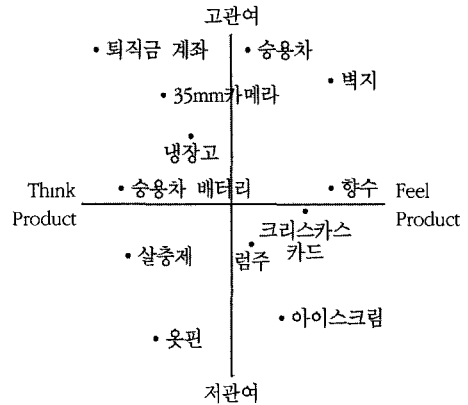 고관여
퇴직금 계좌
승용차
벽지
35mm카메라
냉장고
Think
Product
승용차 배터리
향수
Feel
Product
크리스카스
카드
살충제
럼주
아이스크림
옷핀
저관여